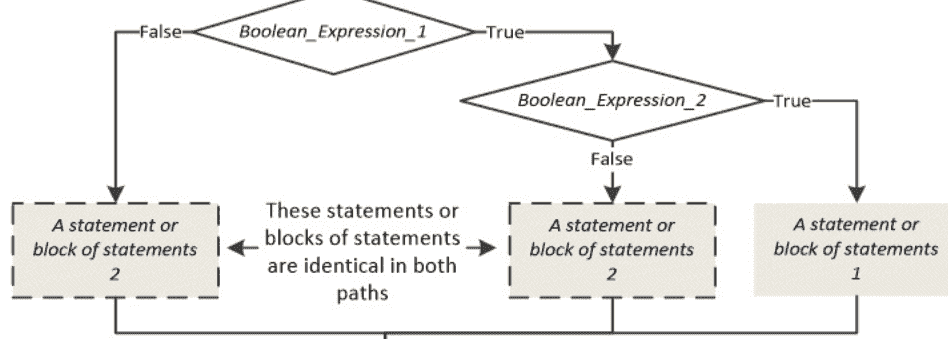 False
Boolean_Expression_1
True
Boolean_Expression_2
True
False
A statement or
block of statements
2
These statements or
blocks of statements
are identical in both
paths
A statement or
block of statements
2
A statement or
block of statements
1